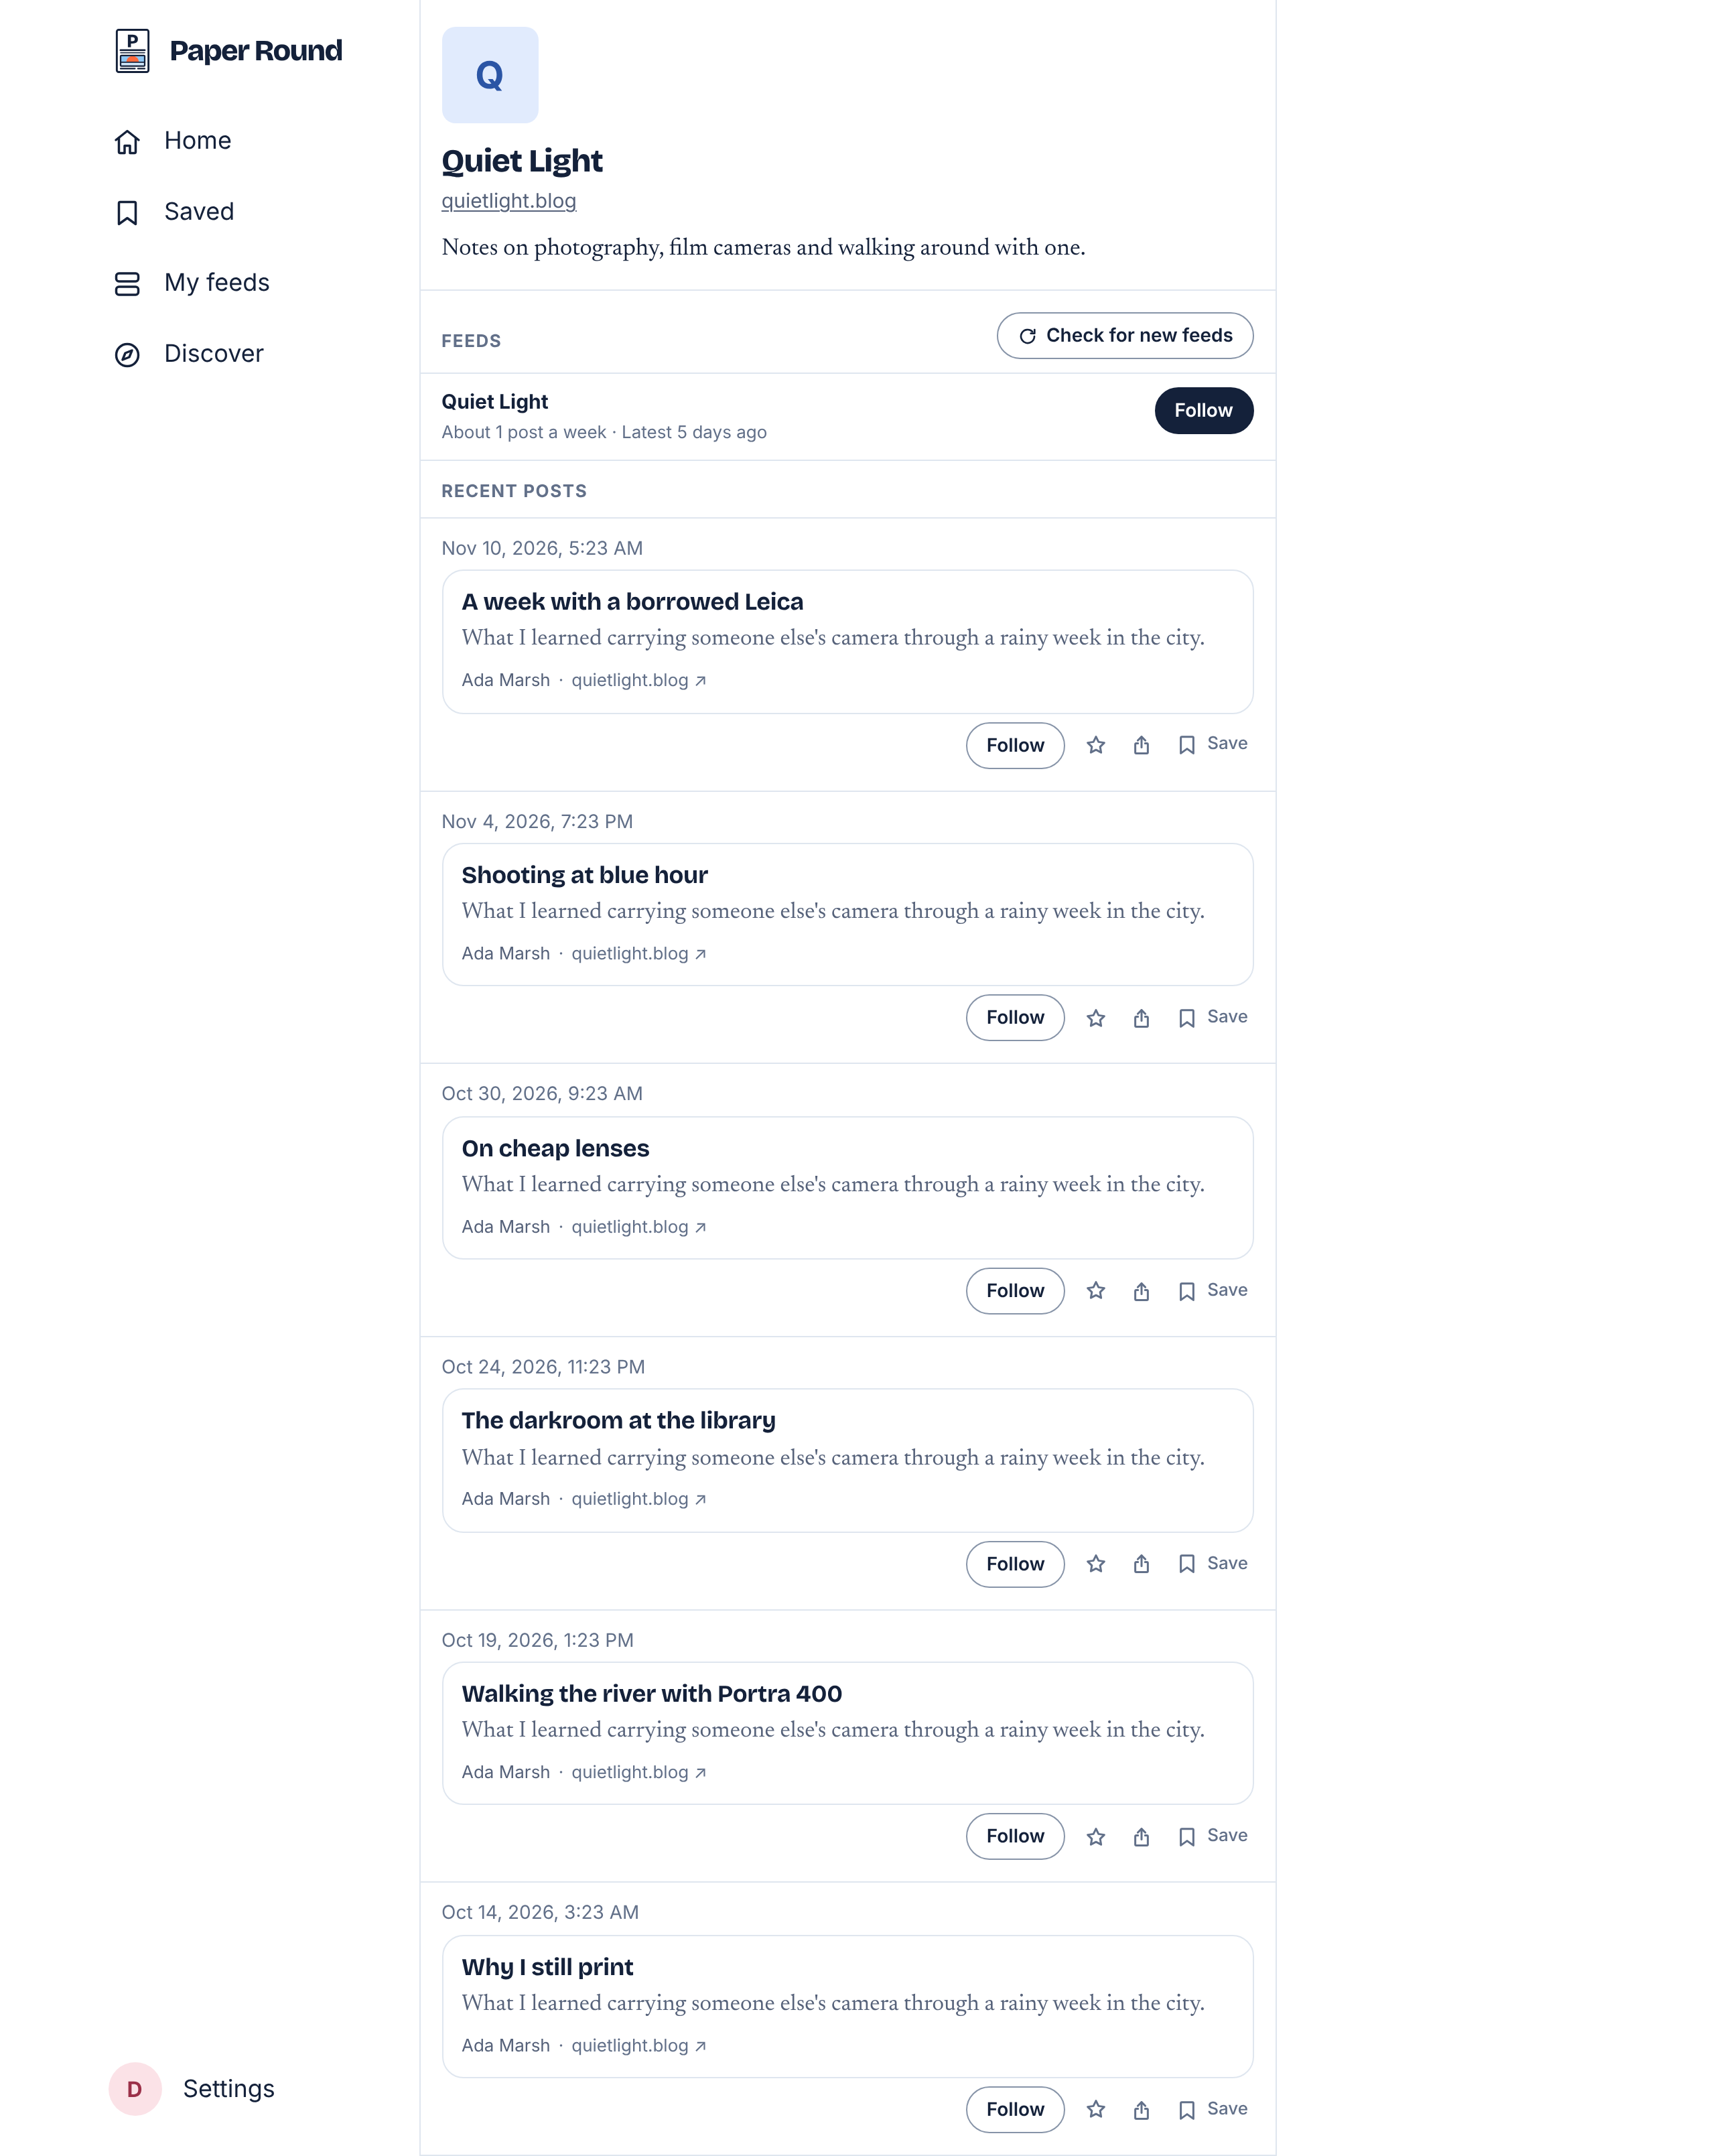 P
Paper Round
Home
Saved
My feeds
Discover
D
Settings
Q
Quiet Light
quietlight.blog
Notes on photography, film cameras and walking around with one.
FEEDS
Check for new feeds
Quiet Light
Follow
About 1 post a week · Latest 5 days ago
RECENT POSTS
Nov 10, 2026, 5:23 AM
A week with a borrowed Leica
What I learned carrying someone else's camera through a rainy week in the city.
Ada Marsh · quietlight.blog ↗
Follow Save
Nov 4, 2026, 7:23 PM
Shooting at blue hour
What I learned carrying someone else's camera through a rainy week in the city.
Ada Marsh · quietlight.blog ↗
Follow Save
Oct 30, 2026, 9:23 AM
On cheap lenses
What I learned carrying someone else's camera through a rainy week in the city.
Ada Marsh · quietlight.blog ↗
Follow Save
Oct 24, 2026, 11:23 PM
The darkroom at the library
What I learned carrying someone else's camera through a rainy week in the city.
Ada Marsh · quietlight.blog ↗
Follow Save
Oct 19, 2026, 1:23 PM
Walking the river with Portra 400
What I learned carrying someone else's camera through a rainy week in the city.
Ada Marsh · quietlight.blog ↗
Follow Save
Oct 14, 2026, 3:23 AM
Why I still print
What I learned carrying someone else's camera through a rainy week in the city.
Ada Marsh · quietlight.blog ↗
Follow Save